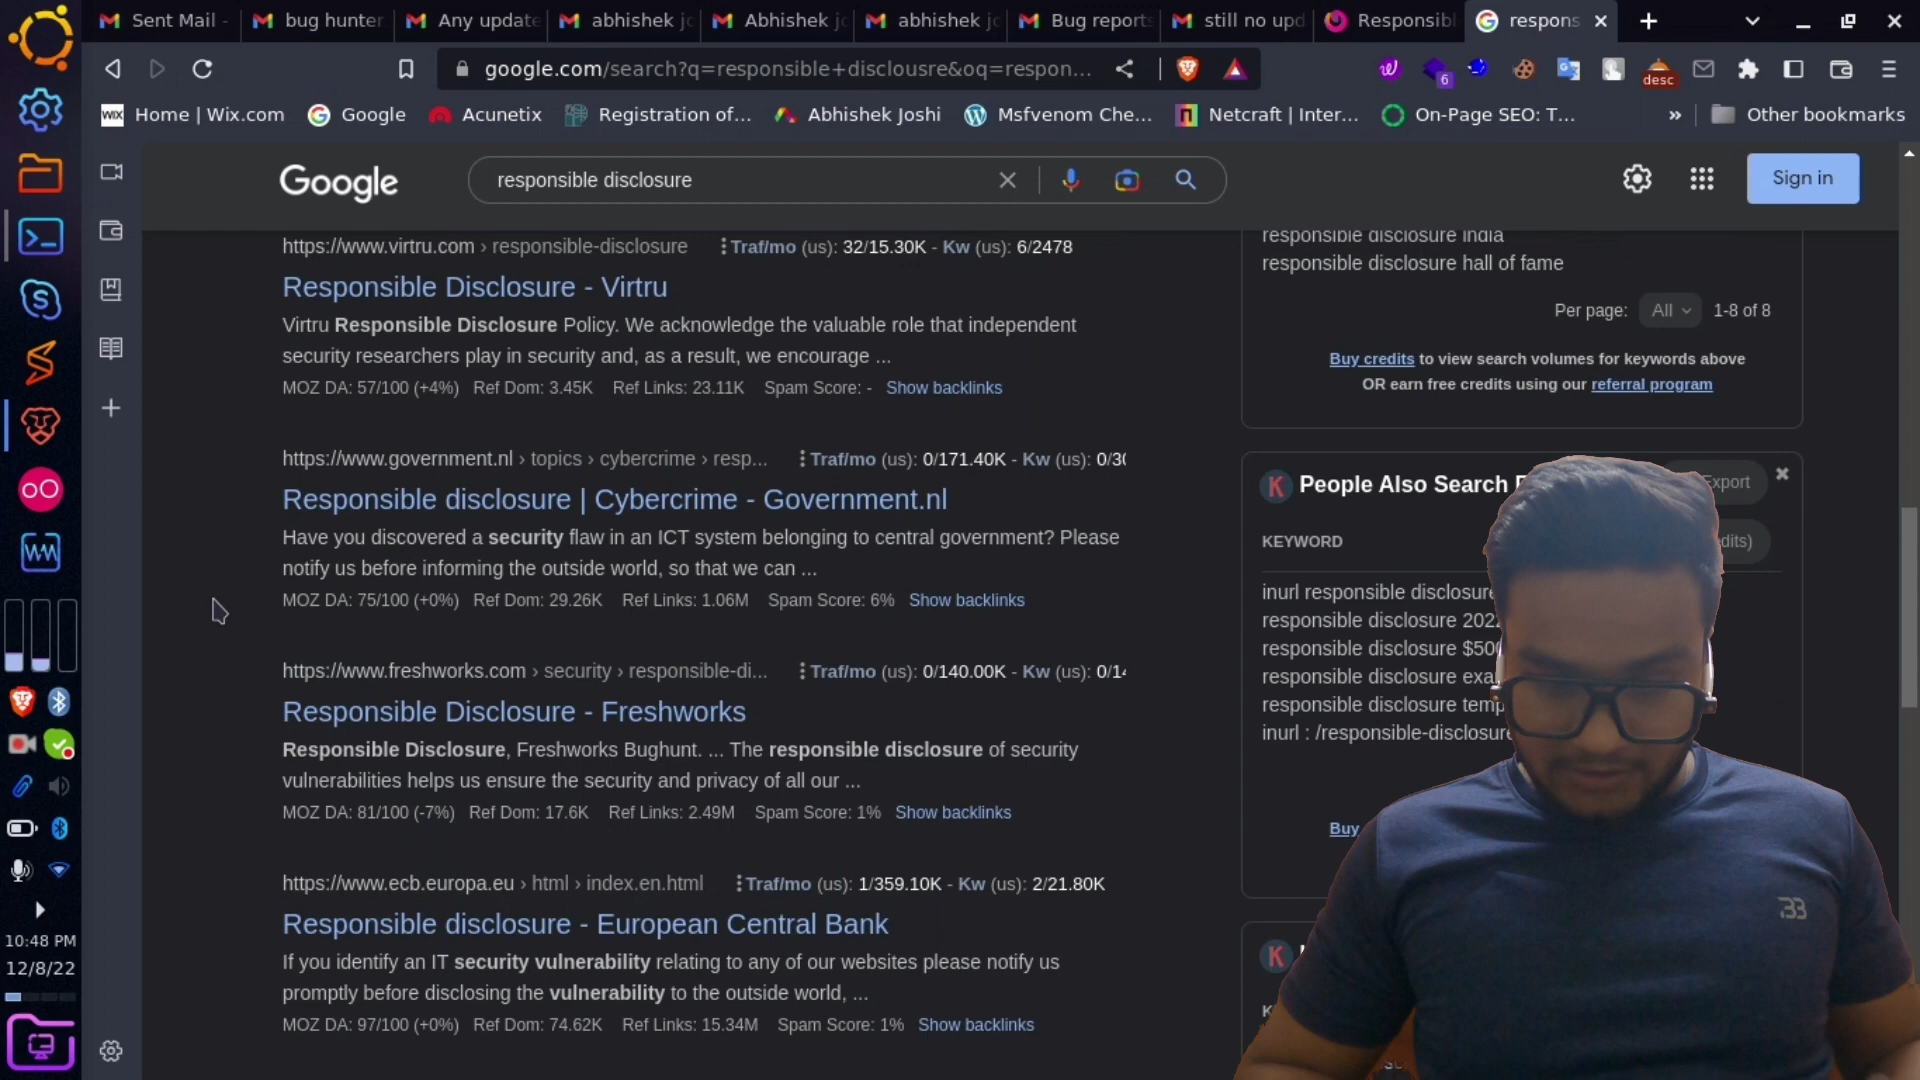 Sent Mail -
bug hunter
Any update
abhishek jo
Abhishek jo
abhishek jo
Bug reports
still no upd
Responsibl
respons
google.com/search?q=responsible+disclousre&oq=respon...
6
desc
WIX Home | Wix.com
Google
Acunetix
Registration of...
Abhishek Joshi
Msfvenom Che...
Netcraft | Inter...
On-Page SEO: T...
»
Other bookmarks
Google
responsible disclosure
Sign in
https://www.virtru.com › responsible-disclosure
Traf/mo (us): 32/15.30K - Kw (us): 6/2478
Responsible Disclosure - Virtru
Virtru Responsible Disclosure Policy. We acknowledge the valuable role that independent
security researchers play in security and, as a result, we encourage ...
MOZ DA: 57/100 (+4%) Ref Dom: 3.45K Ref Links: 23.11K Spam Score: - Show backlinks
https://www.government.nl › topics › cybercrime › resp...
Traf/mo (us): 0/171.40K - Kw (us): 0/30
Responsible disclosure | Cybercrime - Government.nl
Have you discovered a security flaw in an ICT system belonging to central government? Please
notify us before informing the outside world, so that we can ...
MOZ DA: 75/100 (+0%) Ref Dom: 29.26K Ref Links: 1.06M Spam Score: 6% Show backlinks
https://www.freshworks.com › security › responsible-di...
Traf/mo (us): 0/140.00K - Kw (us): 0/14
Responsible Disclosure - Freshworks
Responsible Disclosure, Freshworks Bughunt. ... The responsible disclosure of security
vulnerabilities helps us ensure the security and privacy of all our ...
MOZ DA: 81/100 (-7%) Ref Dom: 17.6K Ref Links: 2.49M Spam Score: 1% Show backlinks
https://www.ecb.europa.eu › html › index.en.html
Traf/mo (us): 1/359.10K - Kw (us): 2/21.80K
Responsible disclosure - European Central Bank
If you identify an IT security vulnerability relating to any of our websites please notify us
promptly before disclosing the vulnerability to the outside world, ...
MOZ DA: 97/100 (+0%) Ref Dom: 74.62K Ref Links: 15.34M Spam Score: 1% Show backlinks
responsible disclosure india
responsible disclosure hall of fame
Per page: All 1-8 of 8
Buy credits to view search volumes for keywords above
OR earn free credits using our referral program
K People Also Search F
Export
KEYWORD
dits)
inurl responsible disclosure
responsible disclosure 202
responsible disclosure $50
responsible disclosure exa
responsible disclosure temp
inurl : /responsible-disclosure
Buy
K
10:48 PM
12/8/22